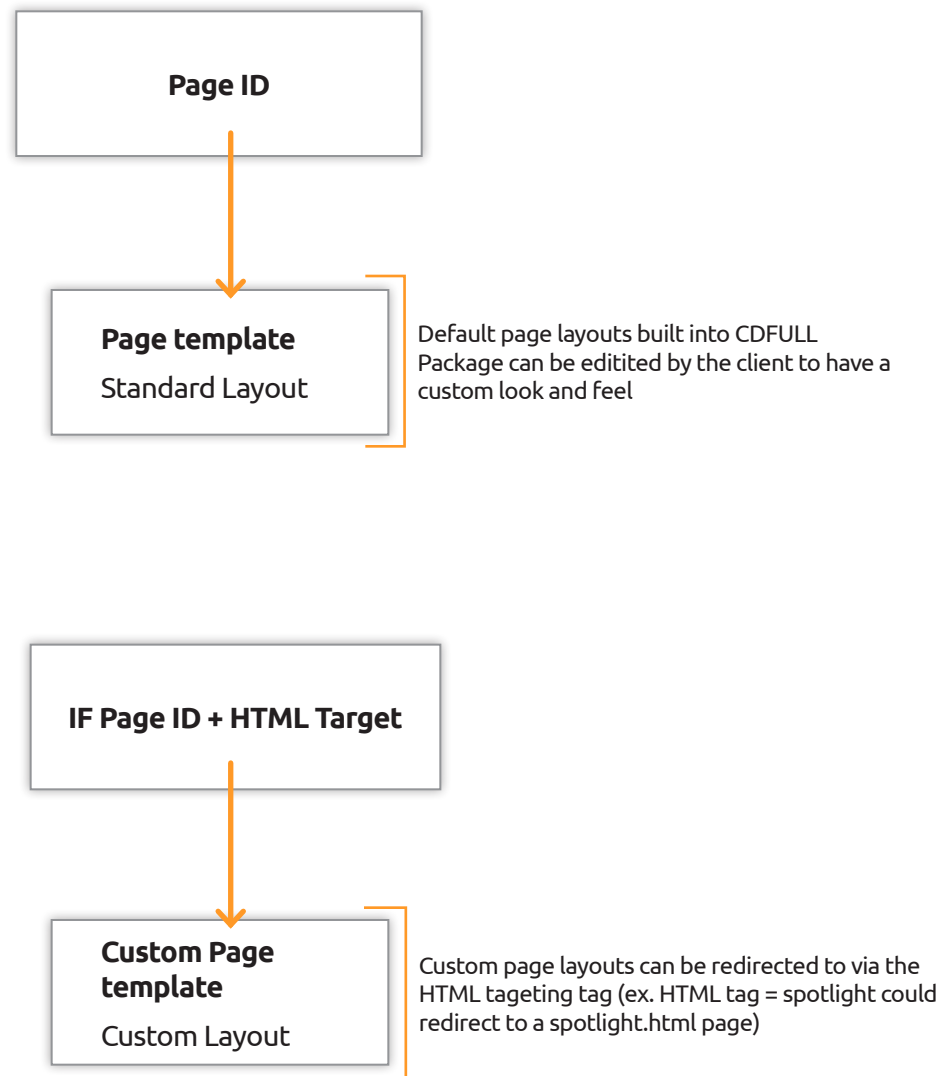 Page ID
Page template
Standard Layout
Default page layouts built into CDFULL
Package can be editited by the client to have a
custom look and feel
IF Page ID + HTML Target
Custom Page
template
Custom Layout
Custom page layouts can be redirected to via the
HTML tageting tag (ex. HTML tag = spotlight could
redirect to a spotlight.html page)